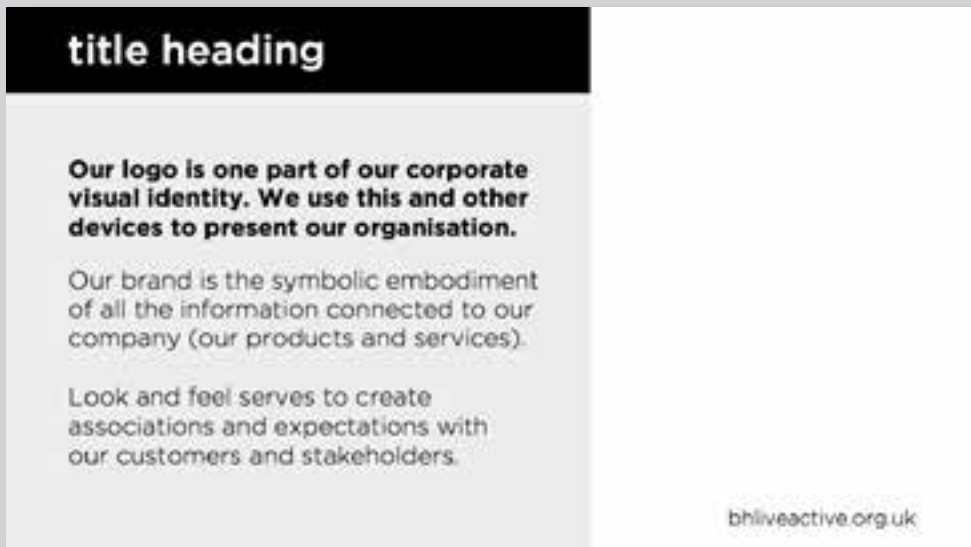 title heading
Our logo is one part of our corporate
visual identity. We use this and other
devices to present our organisation.
Our brand is the symbolic embodiment
of all the information connected to our
company (our products and services).
Look and feel serves to create
associations and expectations with
our customers and stakeholders.
bhliveactive.org.uk